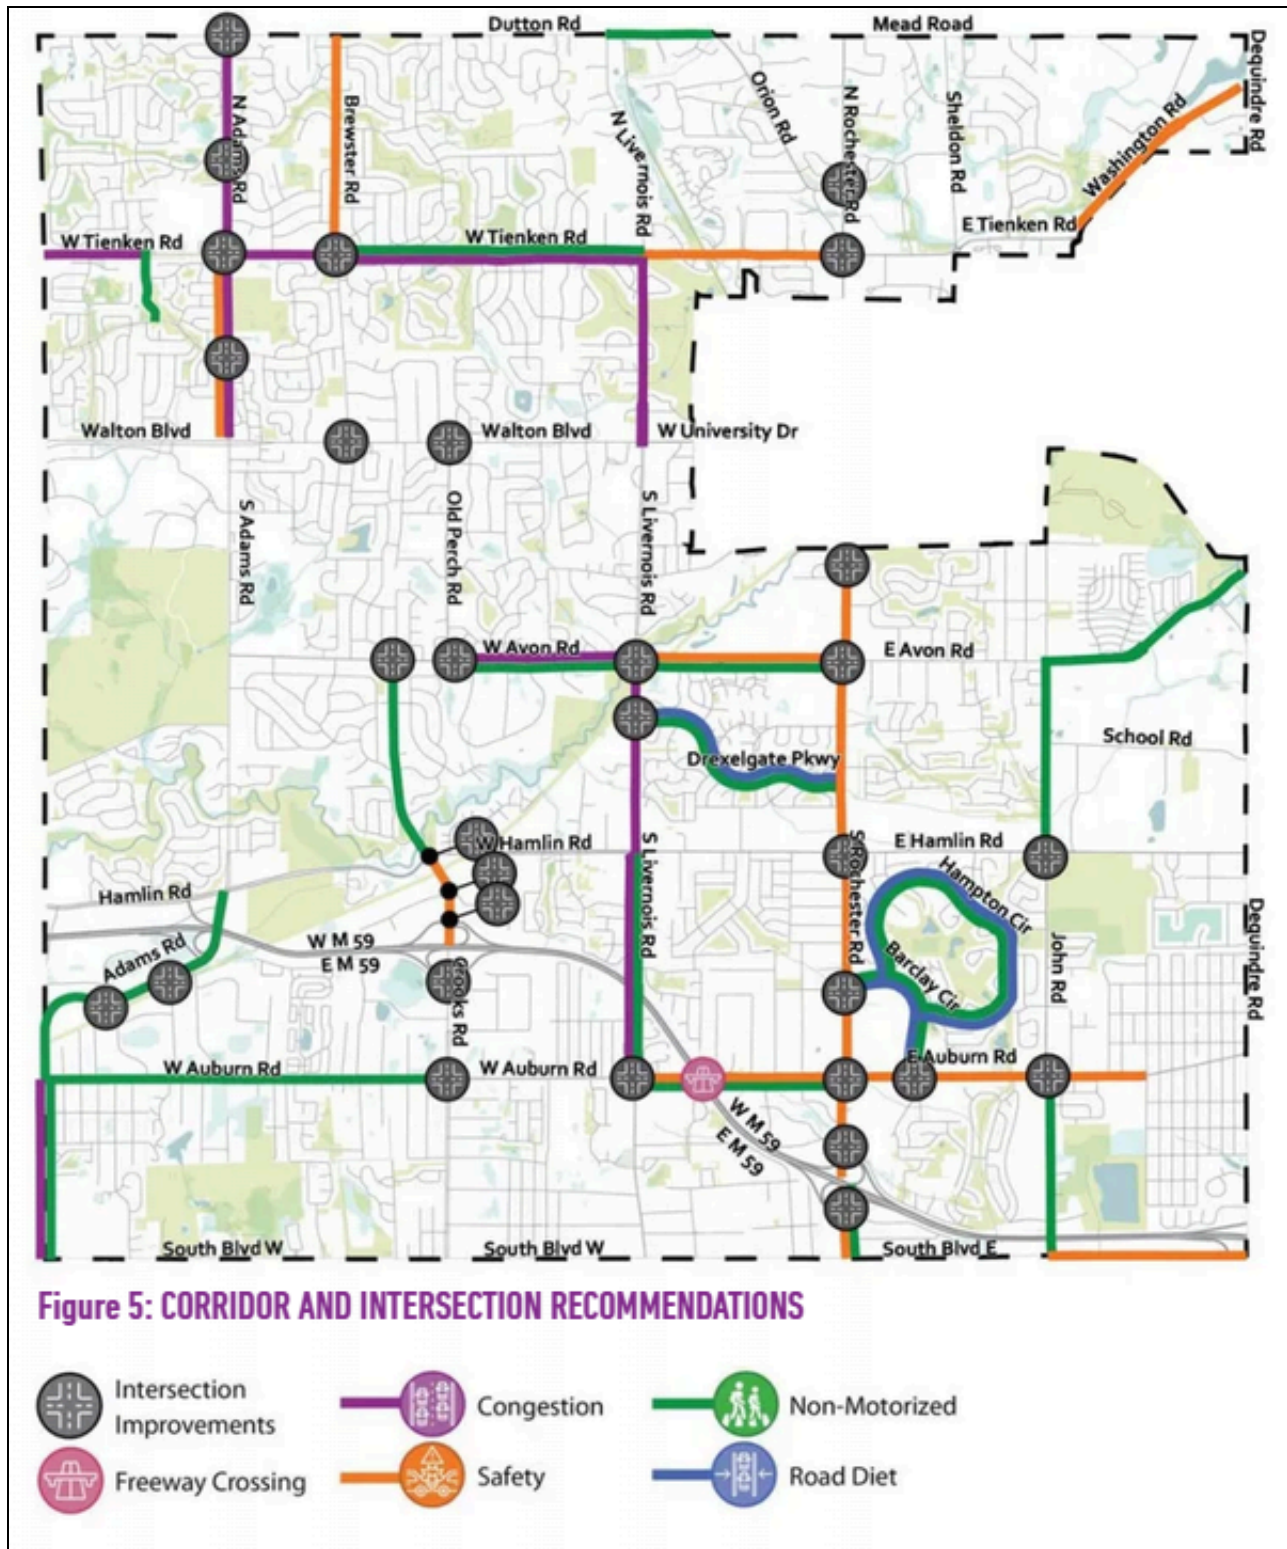 Dutton Rd
Mead Road
Dequindre Rd
N Adams Rd
Brewster Rd
N Livernois Rd
Orion Rd
N Rochester Rd
Sheldon Rd
Washington Rd
W Tienken Rd
W Tienken Rd
E Tienken Rd
Walton Blvd
Walton Blvd
W University Dr
S Adams Rd
Old Perch Rd
S Livernois Rd
W Avon Rd
E Avon Rd
School Rd
Drexelgate Pkwy
W Hamlin Rd
E Hamlin Rd
S Livernois Rd
S Rochester Rd
Hampton Cir
Hamlin Rd
Barclay Cir
John Rd
Dequindre Rd
Adams Rd
W M 59
E M 59
Crooks Rd
W Auburn Rd
W Auburn Rd
E Auburn Rd
W M 59
E M 59
South Blvd W
South Blvd W
South Blvd E
Figure 5: CORRIDOR AND INTERSECTION RECOMMENDATIONS
Intersection
Improvements
Congestion
Non-Motorized
Freeway Crossing
Safety
Road Diet